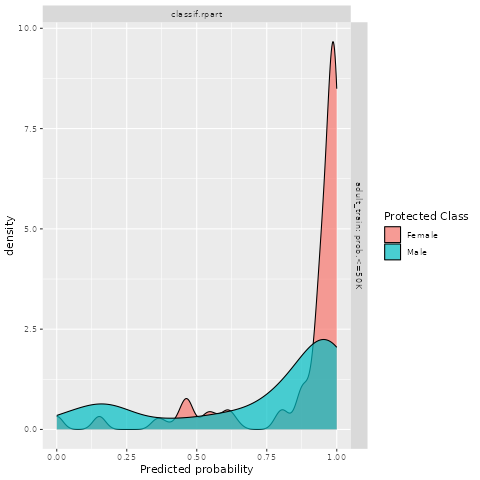 classif.rpart
10.0
7.5
5.0
2.5
0.0
density
0.00 0.25 0.50 0.75 1.00
Predicted probability
adult_train: prob.<=50K
Protected Class
Female
Male